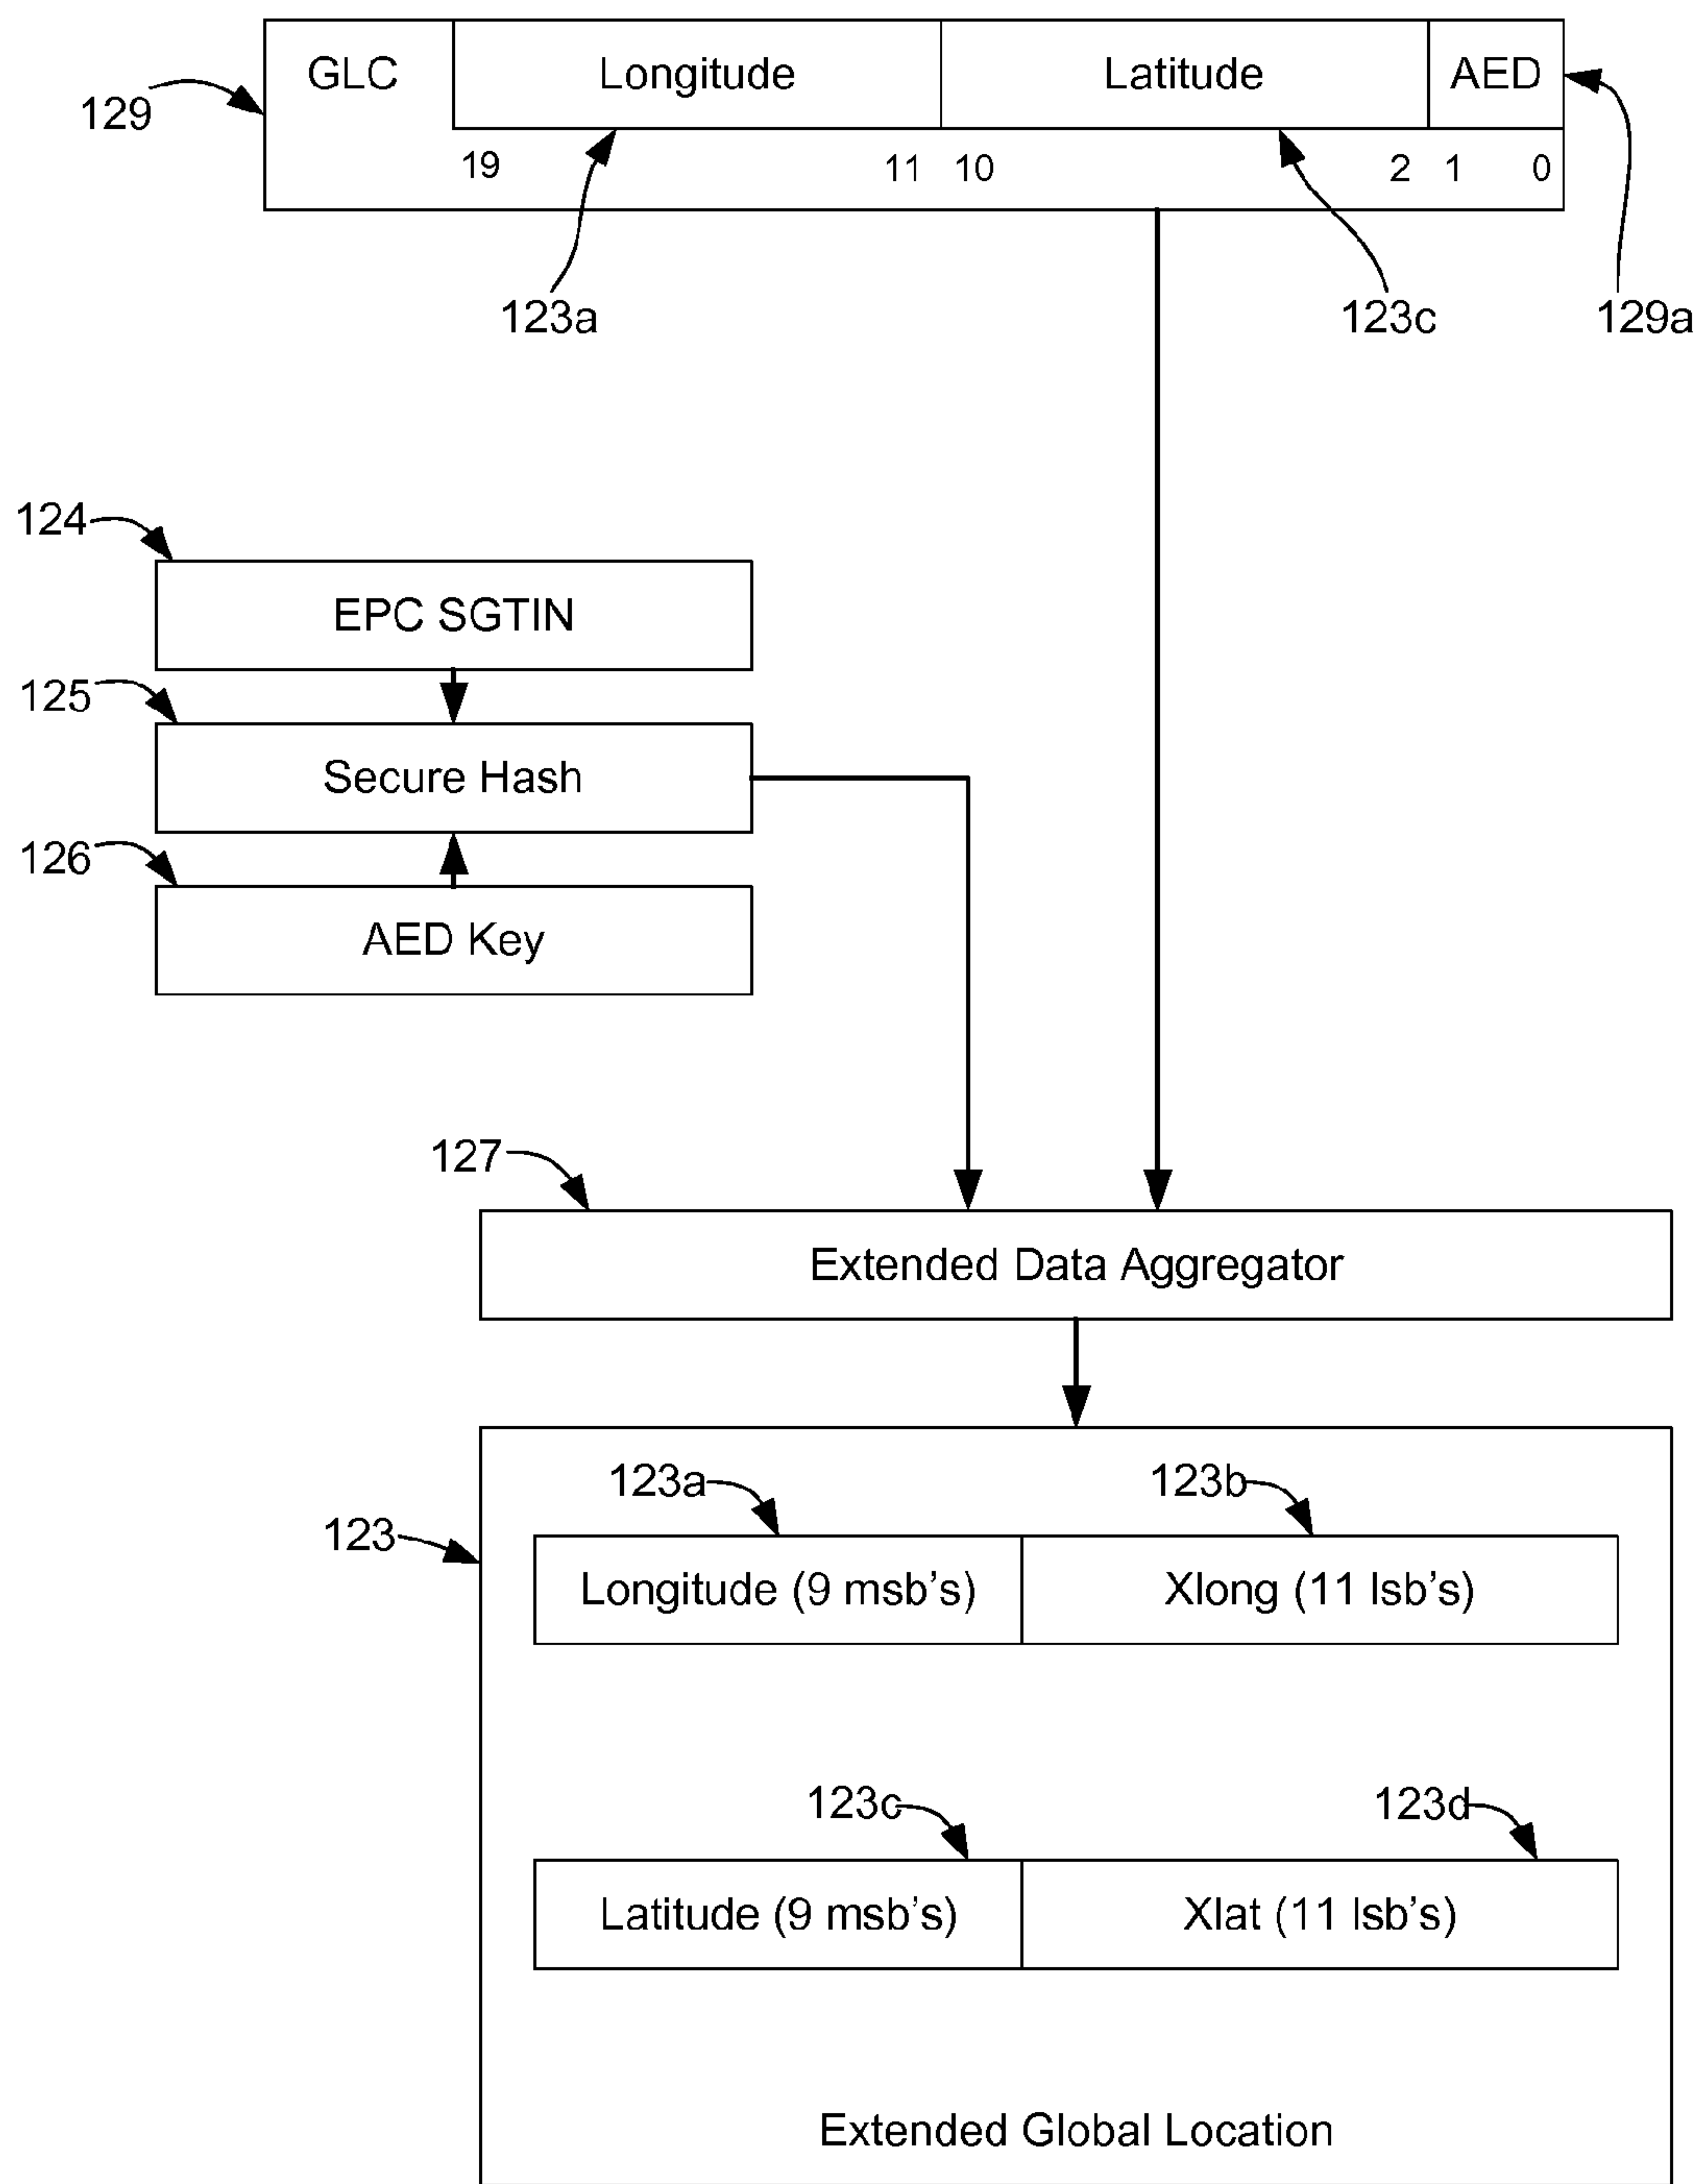 GLC Longitude Latitude AED
129
19 11 10 2 1 0
123a 123c 129a
124
EPC SGTIN
125
Secure Hash
126
AED Key
127
Extended Data Aggregator
123a 123b
123
Longitude (9 msb's) Xlong (11 lsb's)
123c 123d
Latitude (9 msb's) Xlat (11 lsb's)
Extended Global Location